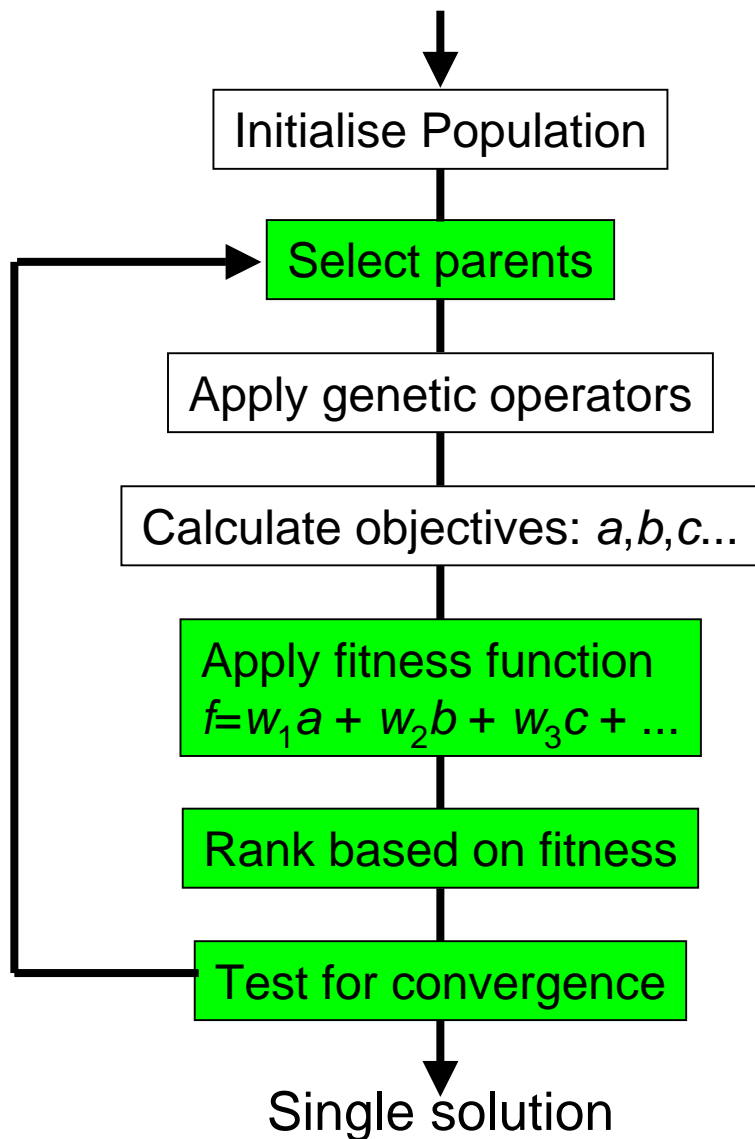 Initialise Population
Select parents
Apply genetic operators
Calculate objectives: a,b,c...
Apply fitness function
f=w₁a + w₂b + w₃c + ...
Rank based on fitness
Test for convergence
Single solution